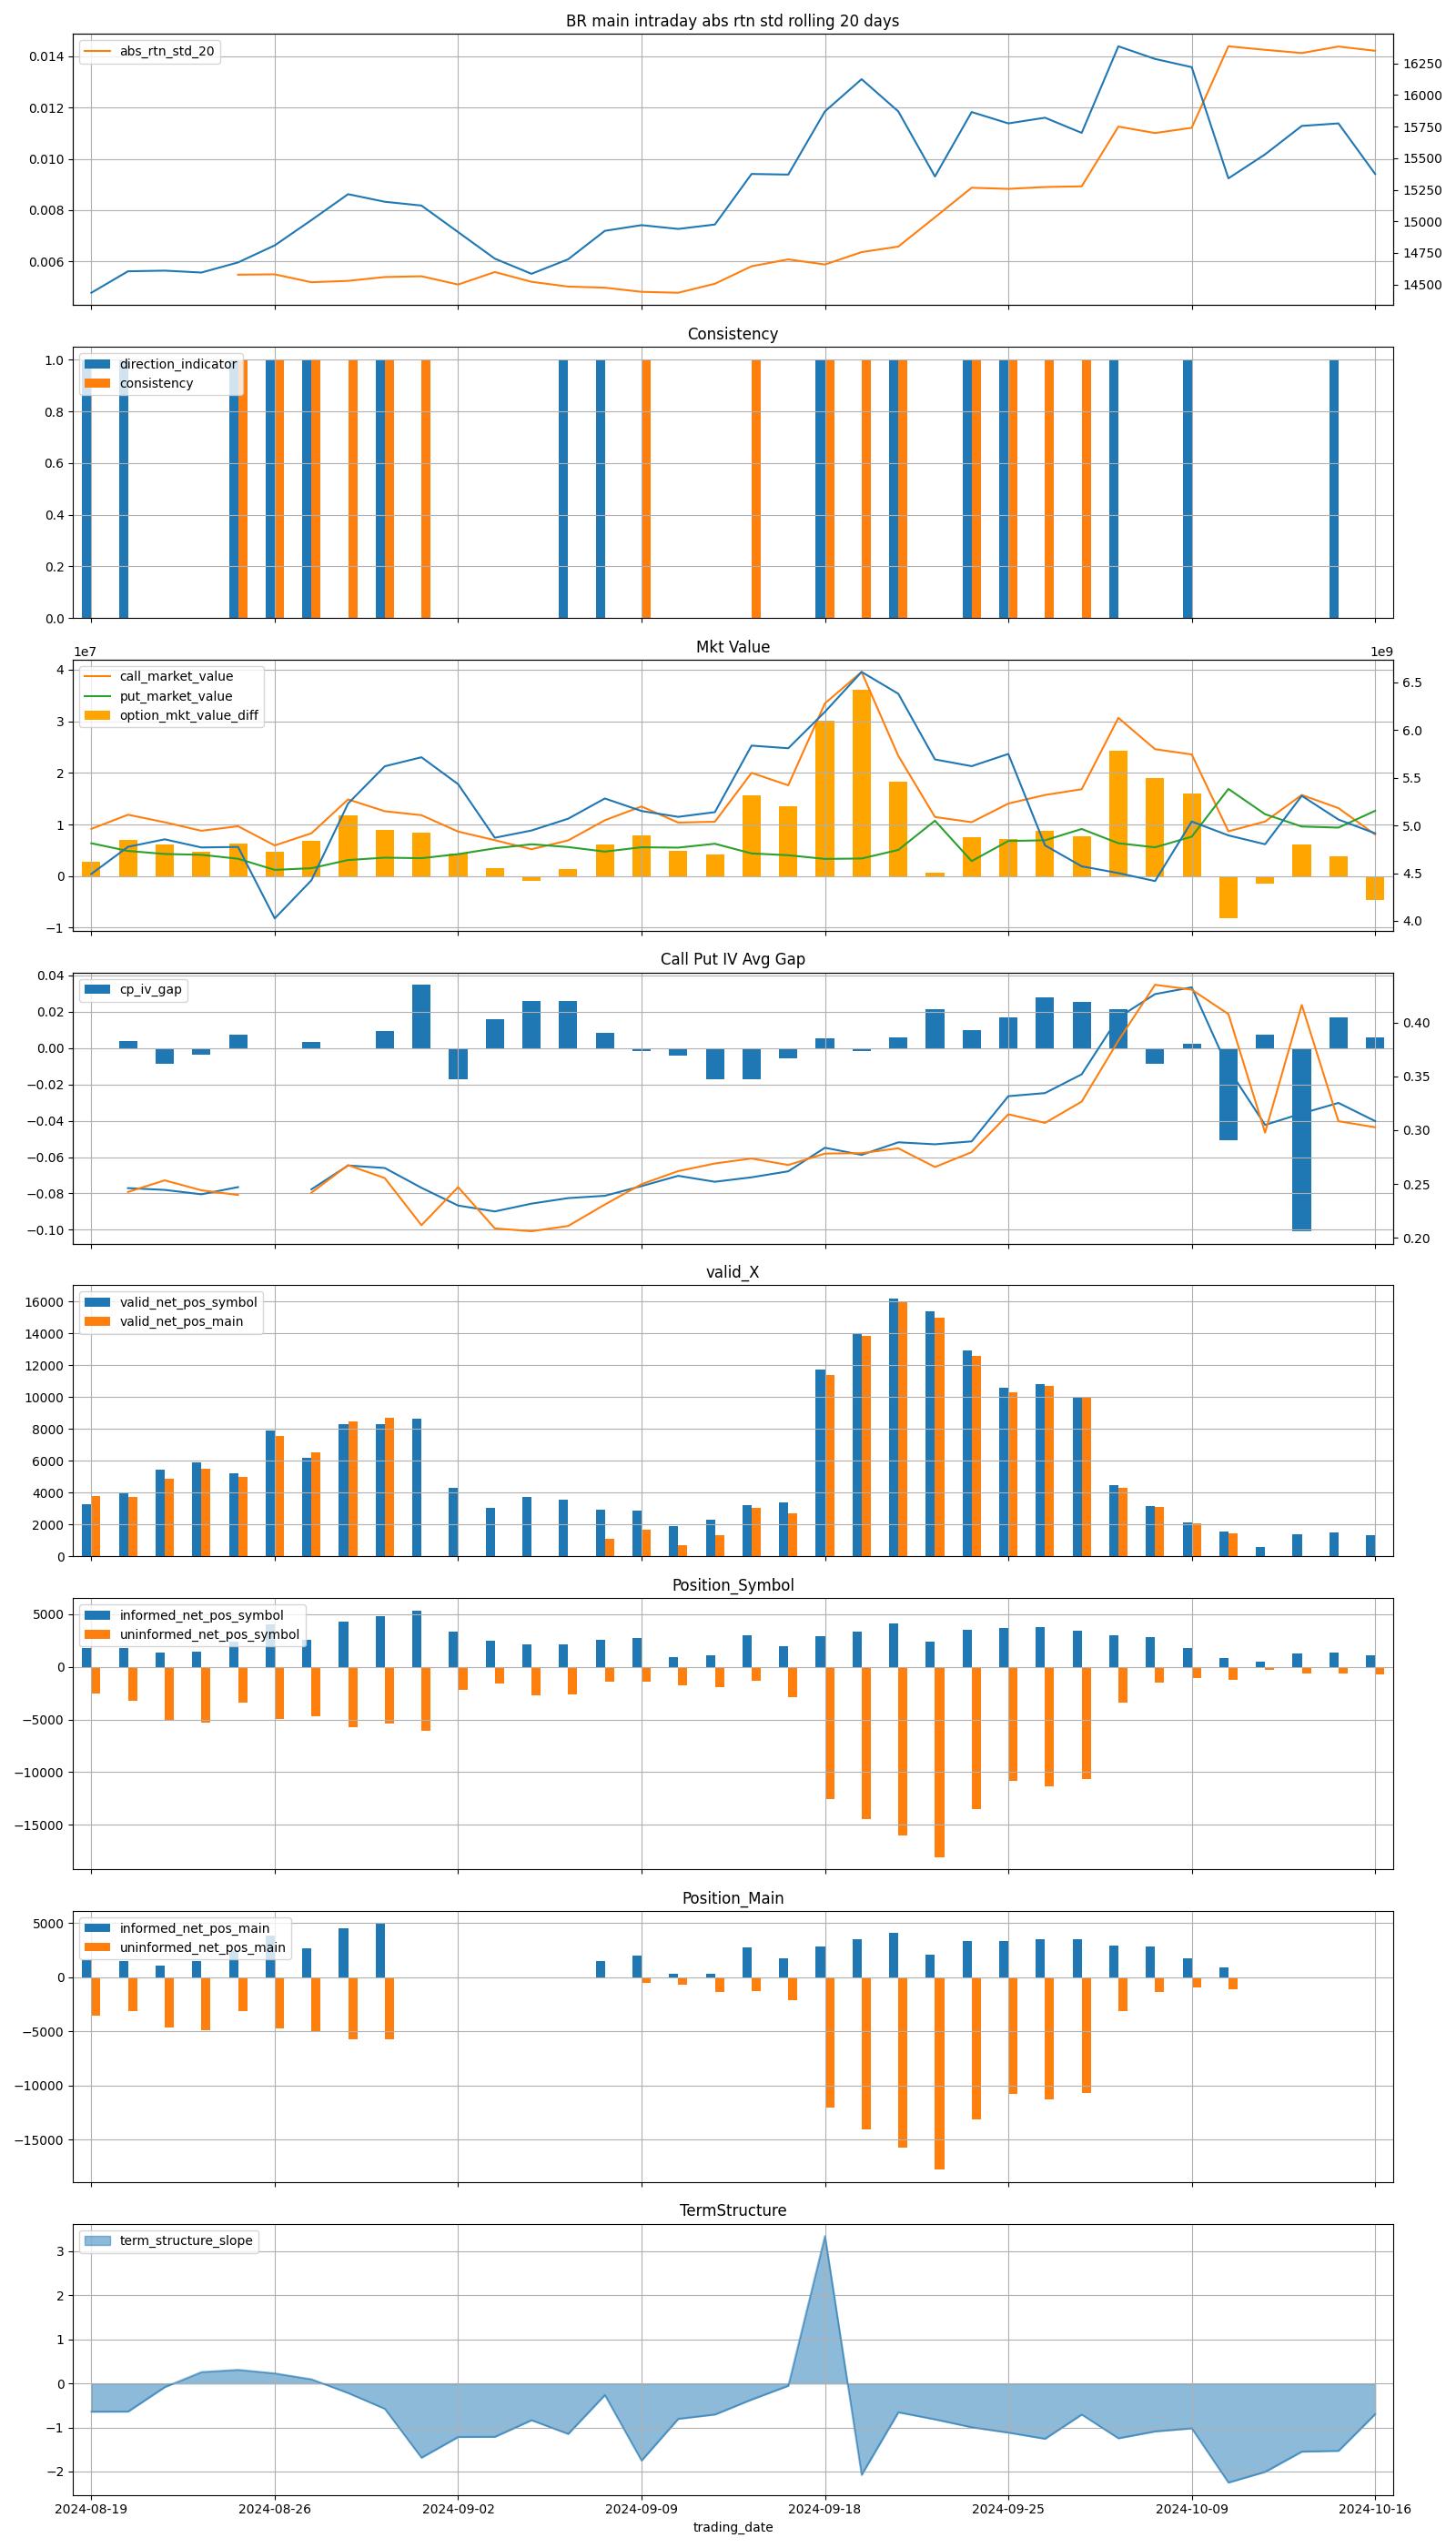 BR main intraday abs rtn std rolling 20 days
abs_rtn_std_20
0.014
0.012
0.010
0.008
0.006
16250
16000
15750
15500
15250
15000
14750
14500
Consistency
direction_indicator
consistency
1.0
0.8
0.6
0.4
0.2
0.0
Mkt Value
1e7
1e9
call_market_value
put_market_value
option_mkt_value_diff
4
3
2
1
0
−1
6.5
6.0
5.5
5.0
4.5
4.0
Call Put IV Avg Gap
cp_iv_gap
0.04
0.02
0.00
−0.02
−0.04
−0.06
−0.08
−0.10
0.40
0.35
0.30
0.25
0.20
valid_X
valid_net_pos_symbol
valid_net_pos_main
16000
14000
12000
10000
8000
6000
4000
2000
0
Position_Symbol
informed_net_pos_symbol
uninformed_net_pos_symbol
5000
0
−5000
−10000
−15000
Position_Main
informed_net_pos_main
uninformed_net_pos_main
5000
0
−5000
−10000
−15000
TermStructure
term_structure_slope
3
2
1
0
−1
−2
2024-08-19 2024-08-26 2024-09-02 2024-09-09 2024-09-18 2024-09-25 2024-10-09 2024-10-16
trading_date